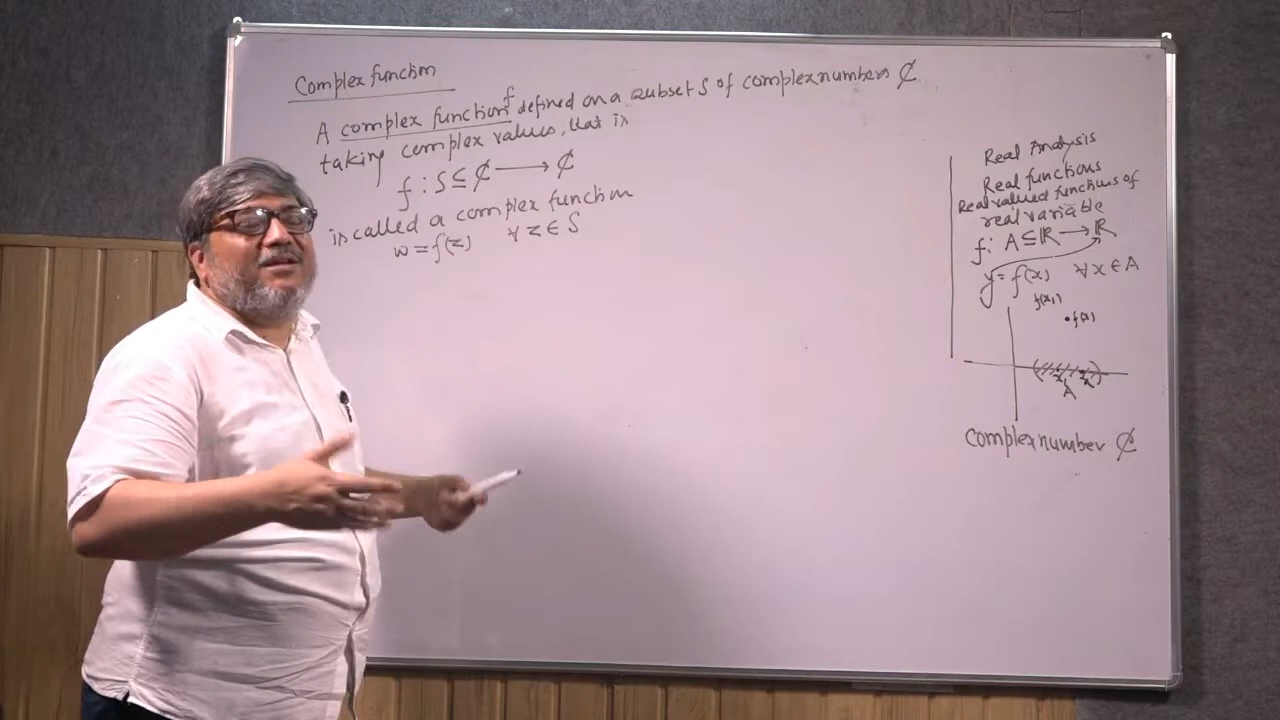 Complex function
A complex function f defined on a subset S of complex numbers ₵
taking complex values, that is
f : S ⊆ ₵ ⟶ ₵
is called a complex function
w = f(z) ∀ z ∈ S
Real Analysis
Real functions
Real valued functions of
real variable
f: A ⊆ ℝ ⟶ ℝ
y = f(x) ∀ x ∈ A
f(x₁)
f(x)
A
complex number ₵